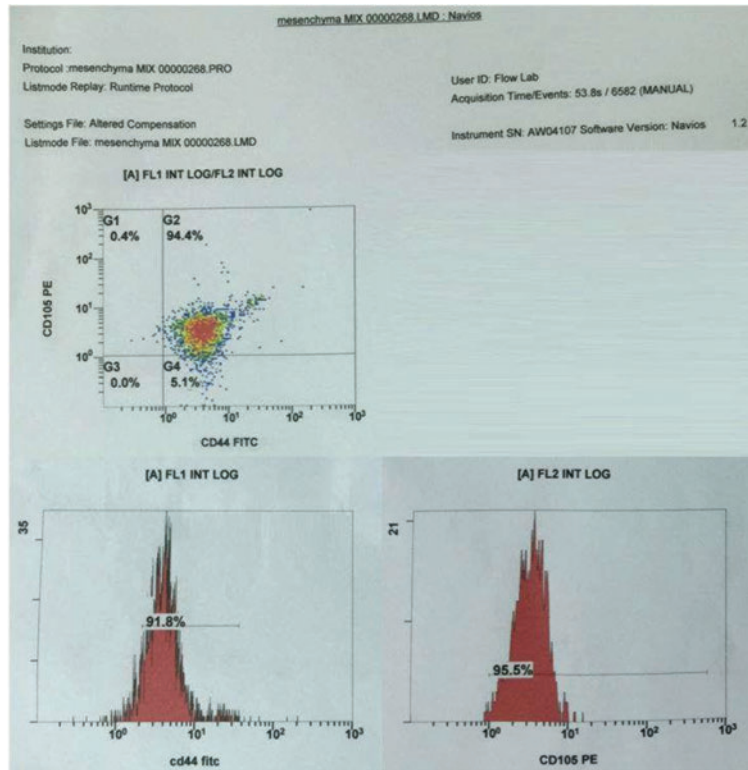 mesenchyma MIX 00000268.LMD : Navios
Institution:
Protocol :mesenchyma MIX 00000268.PRO
Listmode Replay: Runtime Protocol
User ID: Flow Lab
Acquisition Time/Events: 53.8s / 6582 (MANUAL)
Settings File: Altered Compensation
Listmode File: mesenchyma MIX 00000268.LMD
Instrument SN: AW04107 Software Version: Navios 1.2
[A] FL1 INT LOG/FL2 INT LOG
10³
G1
0.4%
G2
94.4%
10²
CD105 PE
10¹
10⁰
G3
0.0%
G4
5.1%
10⁰ 10¹ 10² 10³
CD44 FITC
[A] FL1 INT LOG
35
91.8%
10⁰ 10¹ 10² 10³
cd44 fitc
[A] FL2 INT LOG
21
95.5%
10⁰ 10¹ 10² 10³
CD105 PE